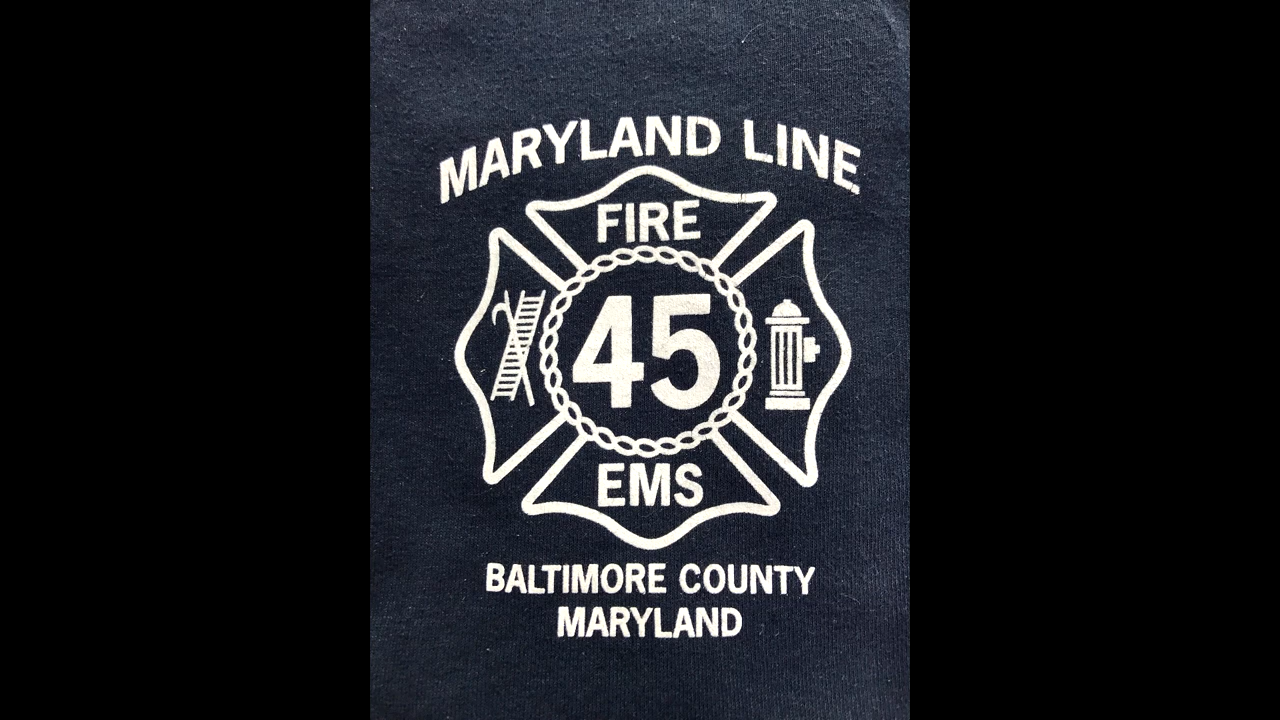 MARYLAND LINE
FIRE
45
EMS
BALTIMORE COUNTY
MARYLAND